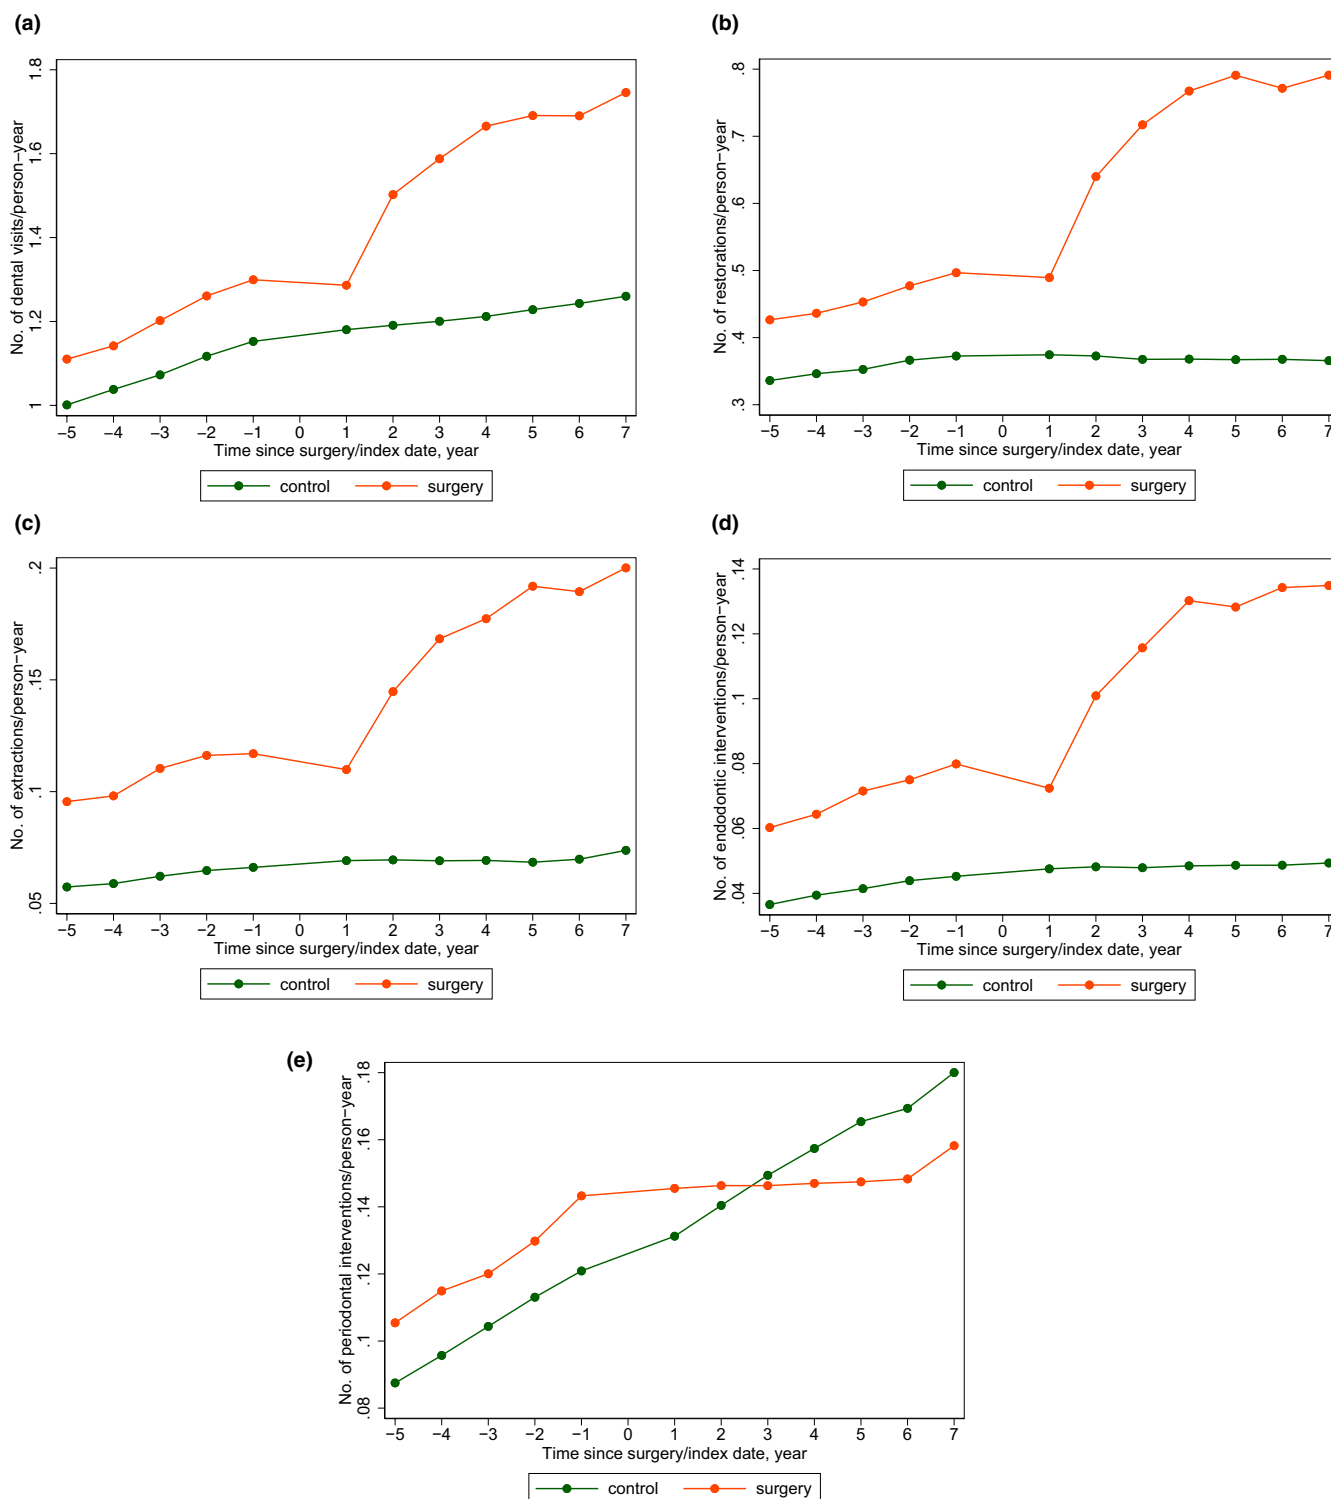 (a)
No. of dental visits/person−year
1.8
1.6
1.4
1.2
1
−5 −4 −3 −2 −1 0 1 2 3 4 5 6 7
Time since surgery/index date, year
control surgery
(b)
No. of restorations/person−year
.8
.7
.6
.5
.4
.3
−5 −4 −3 −2 −1 0 1 2 3 4 5 6 7
Time since surgery/index date, year
control surgery
(c)
No. of extractions/person−year
.2
.15
.1
.05
−5 −4 −3 −2 −1 0 1 2 3 4 5 6 7
Time since surgery/index date, year
control surgery
(d)
No. of endodontic interventions/person−year
.14
.12
.1
.08
.06
.04
−5 −4 −3 −2 −1 0 1 2 3 4 5 6 7
Time since surgery/index date, year
control surgery
(e)
No. of periodontal interventions/person−year
.18
.16
.14
.12
.1
.08
−5 −4 −3 −2 −1 0 1 2 3 4 5 6 7
Time since surgery/index date, year
control surgery